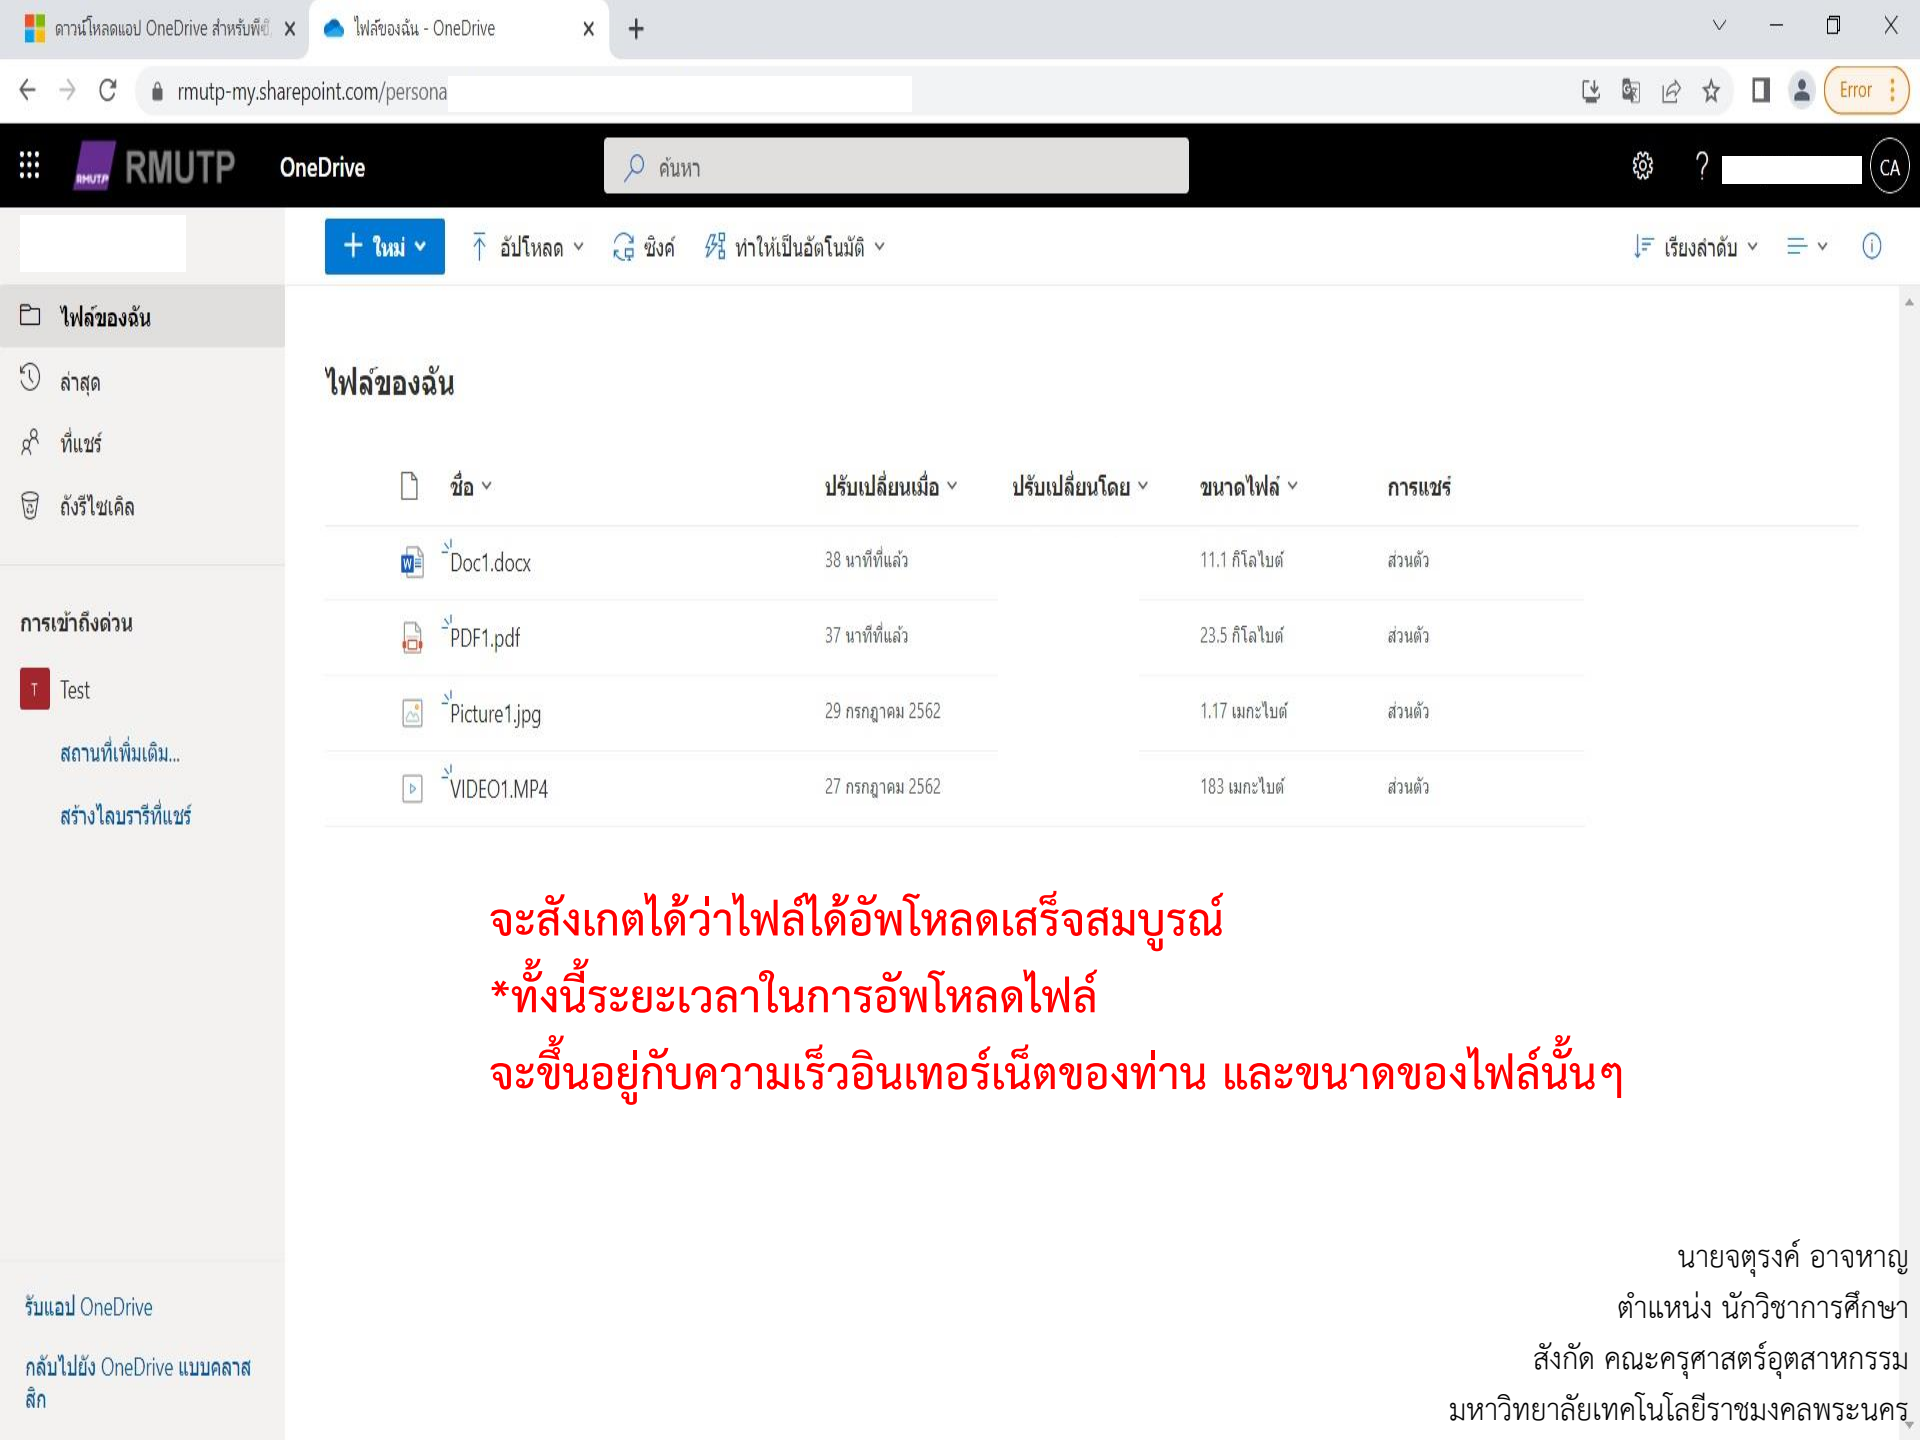 ดาวน์โหลดแอป OneDrive สำหรับพีซี
ไฟล์ของฉัน - OneDrive
rmutp-my.sharepoint.com/persona
Error
RMUTP RMUTP
OneDrive
ค้นหา
CA
+ ใหม่
อัปโหลด
ซิงค์
ทำให้เป็นอัตโนมัติ
เรียงลำดับ
ไฟล์ของฉัน
ล่าสุด
ที่แชร์
ถังรีไซเคิล
การเข้าถึงด่วน
T Test
สถานที่เพิ่มเติม...
สร้างไลบรารีที่แชร์
รับแอป OneDrive
กลับไปยัง OneDrive แบบคลาส
สิก
ไฟล์ของฉัน
ชื่อ ปรับเปลี่ยนเมื่อ ปรับเปลี่ยนโดย ขนาดไฟล์ การแชร์
Doc1.docx 38 นาทีที่แล้ว 11.1 กิโลไบต์ ส่วนตัว
PDF1.pdf 37 นาทีที่แล้ว 23.5 กิโลไบต์ ส่วนตัว
Picture1.jpg 29 กรกฎาคม 2562 1.17 เมกะไบต์ ส่วนตัว
VIDEO1.MP4 27 กรกฎาคม 2562 183 เมกะไบต์ ส่วนตัว
จะสังเกตได้ว่าไฟล์ได้อัพโหลดเสร็จสมบูรณ์
*ทั้งนี้ระยะเวลาในการอัพโหลดไฟล์
จะขึ้นอยู่กับความเร็วอินเทอร์เน็ตของท่าน และขนาดของไฟล์นั้นๆ
นายจตุรงค์ อาจหาญ
ตำแหน่ง นักวิชาการศึกษา
สังกัด คณะครุศาสตร์อุตสาหกรรม
มหาวิทยาลัยเทคโนโลยีราชมงคลพระนคร